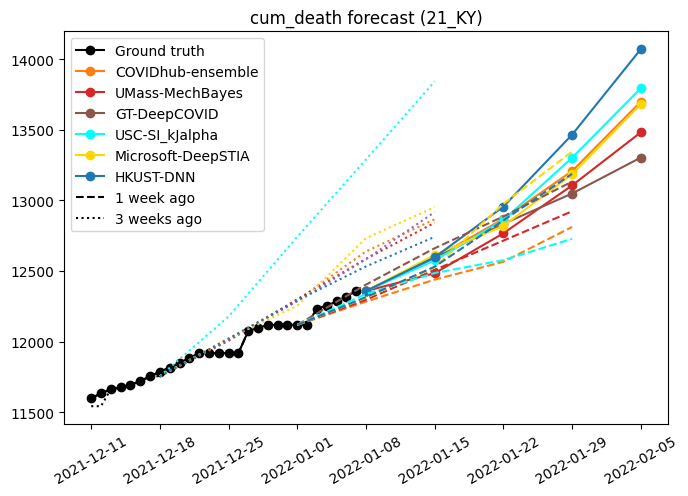 cum_death forecast (21_KY)
14000
13500
13000
12500
12000
11500
Ground truth
COVIDhub-ensemble
UMass-MechBayes
GT-DeepCOVID
USC-SI_kJalpha
Microsoft-DeepSTIA
HKUST-DNN
1 week ago
3 weeks ago
2021-12-11
2021-12-18
2021-12-25
2022-01-01
2022-01-08
2022-01-15
2022-01-22
2022-01-29
2022-02-05